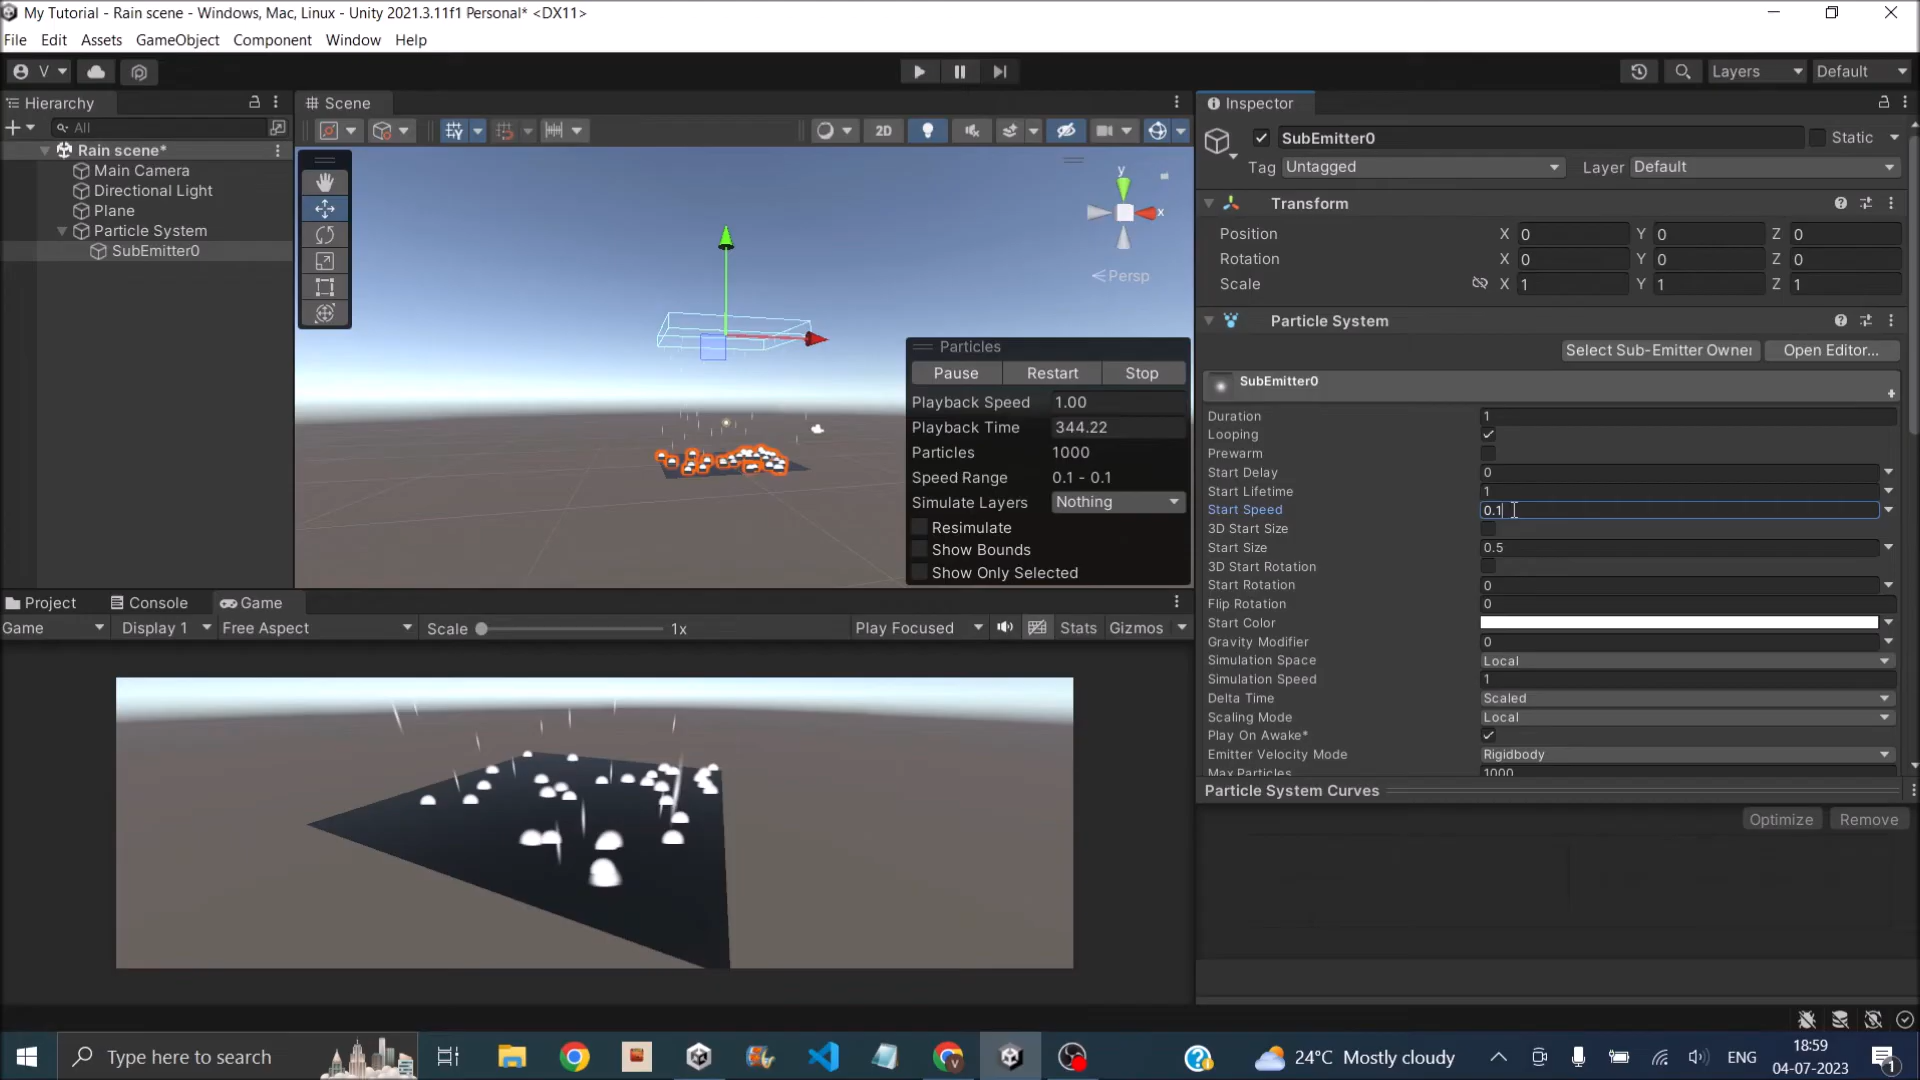 My Tutorial - Rain scene - Windows, Mac, Linux - Unity 2021.3.11f1 Personal* <DX11>
File Edit Assets GameObject Component Window Help
V Layers Default
Hierarchy
All
Rain scene*
Main Camera
Directional Light
Plane
Particle System
SubEmitter0
Scene
2D
y
x
Persp
Particles
Pause Restart Stop
Playback Speed 1.00
Playback Time 344.22
Particles 1000
Speed Range 0.1 - 0.1
Simulate Layers Nothing
Resimulate
Show Bounds
Show Only Selected
Inspector
SubEmitter0 Static
Tag Untagged Layer Default
Transform
Position X 0 Y 0 Z 0
Rotation X 0 Y 0 Z 0
Scale X 1 Y 1 Z 1
Particle System
Select Sub-Emitter Owner Open Editor...
SubEmitter0
Duration 1
Looping
Prewarm
Start Delay 0
Start Lifetime 1
Start Speed 0.1
3D Start Size
Start Size 0.5
3D Start Rotation
Start Rotation 0
Flip Rotation 0
Start Color
Gravity Modifier 0
Simulation Space Local
Simulation Speed 1
Delta Time Scaled
Scaling Mode Local
Play On Awake*
Emitter Velocity Mode Rigidbody
Max Particles 1000
Particle System Curves
Optimize Remove
Project Console Game
Game Display 1 Free Aspect Scale 1x Play Focused Stats Gizmos
Type here to search
24°C Mostly cloudy
ENG
18:59
04-07-2023
1